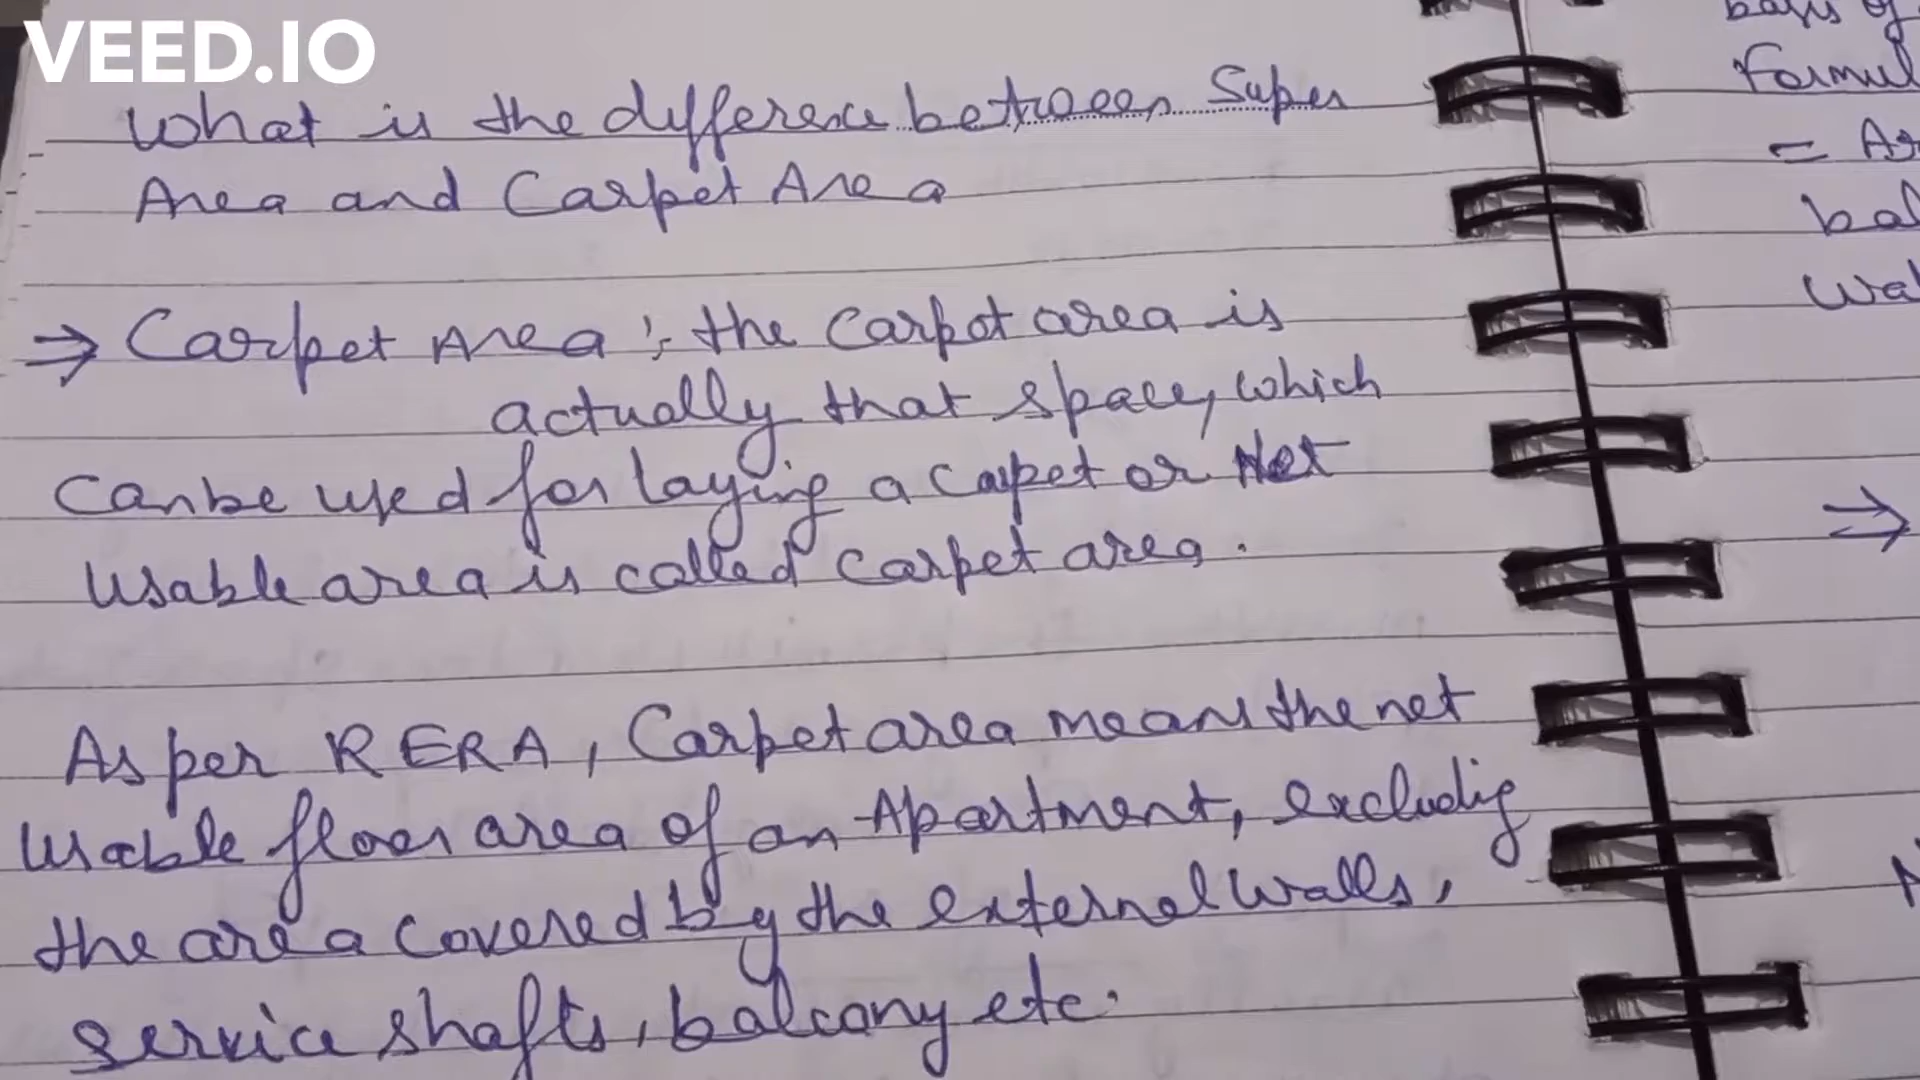 VEED.IO
What is the difference between Super
Area and Carpet Area
⇒ Carpet Area :- the Carpet area is
actually that space, which
can be used for laying a carpet or Net
Usable area is called carpet area.
As per RERA, Carpet area means the net
Usable floor area of an Apartment, excluding
the area covered by the external walls,
service shafts, balcony etc.
basis of
Formul
= Ar
bal
wal
⇒